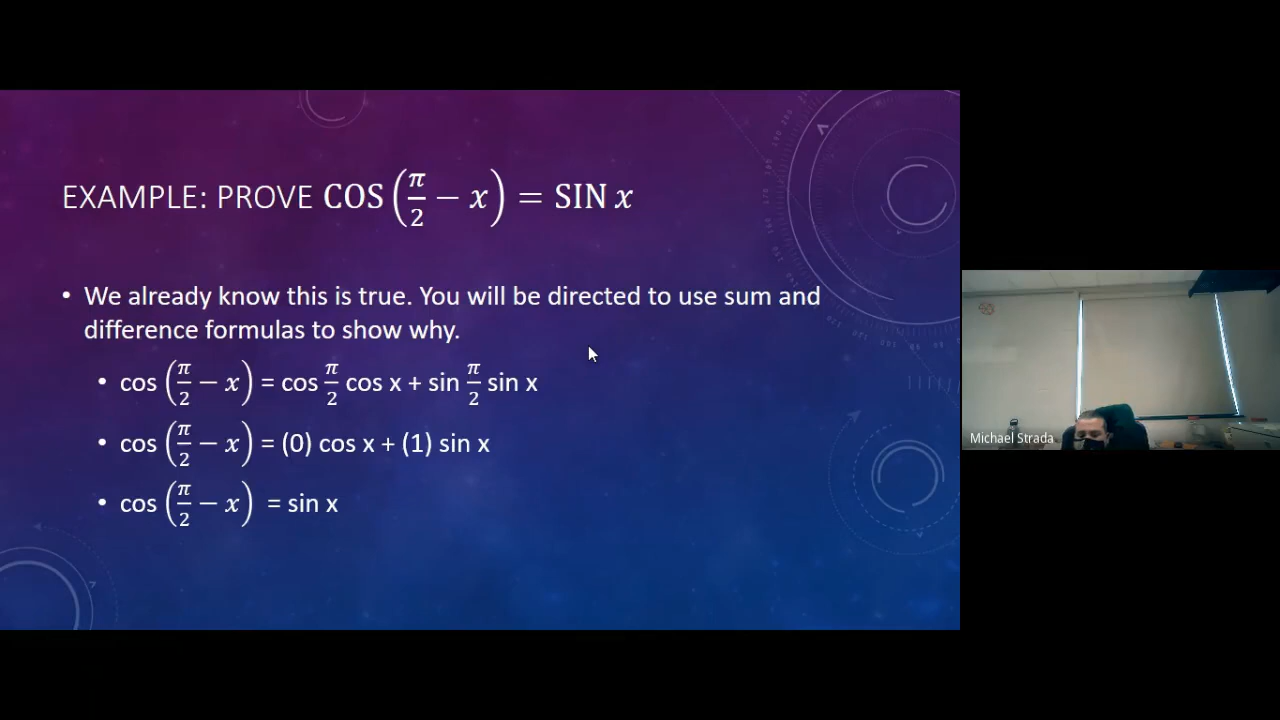 EXAMPLE: PROVE COS(π/2 − x) = SIN x
• We already know this is true. You will be directed to use sum and
difference formulas to show why.
• cos (π/2 − x) = cos π/2 cos x + sin π/2 sin x
• cos (π/2 − x) = (0) cos x + (1) sin x
• cos (π/2 − x) = sin x
Michael Strada